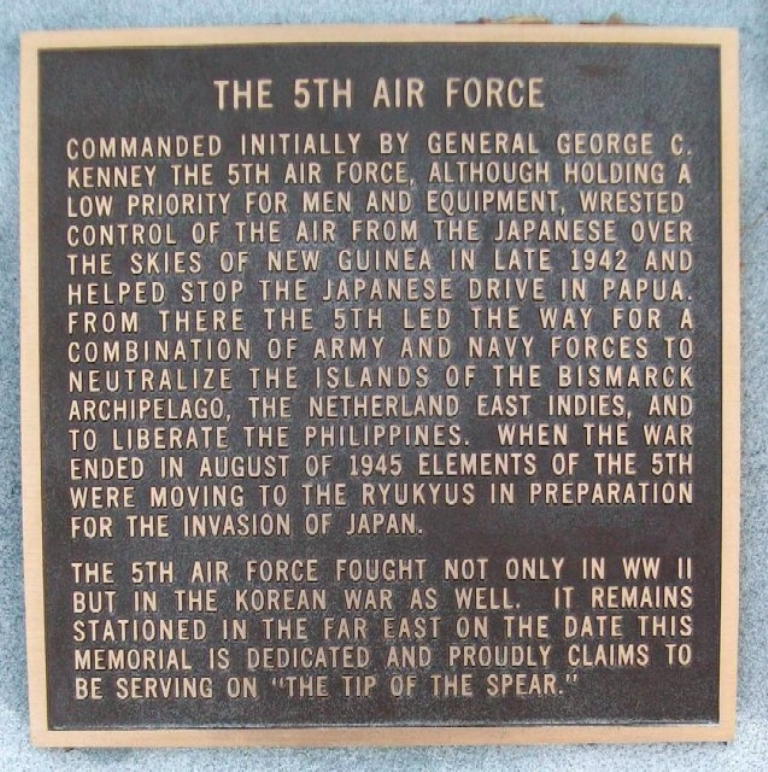 THE 5TH AIR FORCE
COMMANDED INITIALLY BY GENERAL GEORGE C.
KENNEY THE 5TH AIR FORCE, ALTHOUGH HOLDING A
LOW PRIORITY FOR MEN AND EQUIPMENT, WRESTED
CONTROL OF THE AIR FROM THE JAPANESE OVER
THE SKIES OF NEW GUINEA IN LATE 1942 AND
HELPED STOP THE JAPANESE DRIVE IN PAPUA.
FROM THERE THE 5TH LED THE WAY FOR A
COMBINATION OF ARMY AND NAVY FORCES TO
NEUTRALIZE THE ISLANDS OF THE BISMARCK
ARCHIPELAGO, THE NETHERLAND EAST INDIES, AND
TO LIBERATE THE PHILIPPINES. WHEN THE WAR
ENDED IN AUGUST OF 1945 ELEMENTS OF THE 5TH
WERE MOVING TO THE RYUKYUS IN PREPARATION
FOR THE INVASION OF JAPAN.
THE 5TH AIR FORCE FOUGHT NOT ONLY IN WW II
BUT IN THE KOREAN WAR AS WELL. IT REMAINS
STATIONED IN THE FAR EAST ON THE DATE THIS
MEMORIAL IS DEDICATED AND PROUDLY CLAIMS TO
BE SERVING ON "THE TIP OF THE SPEAR."